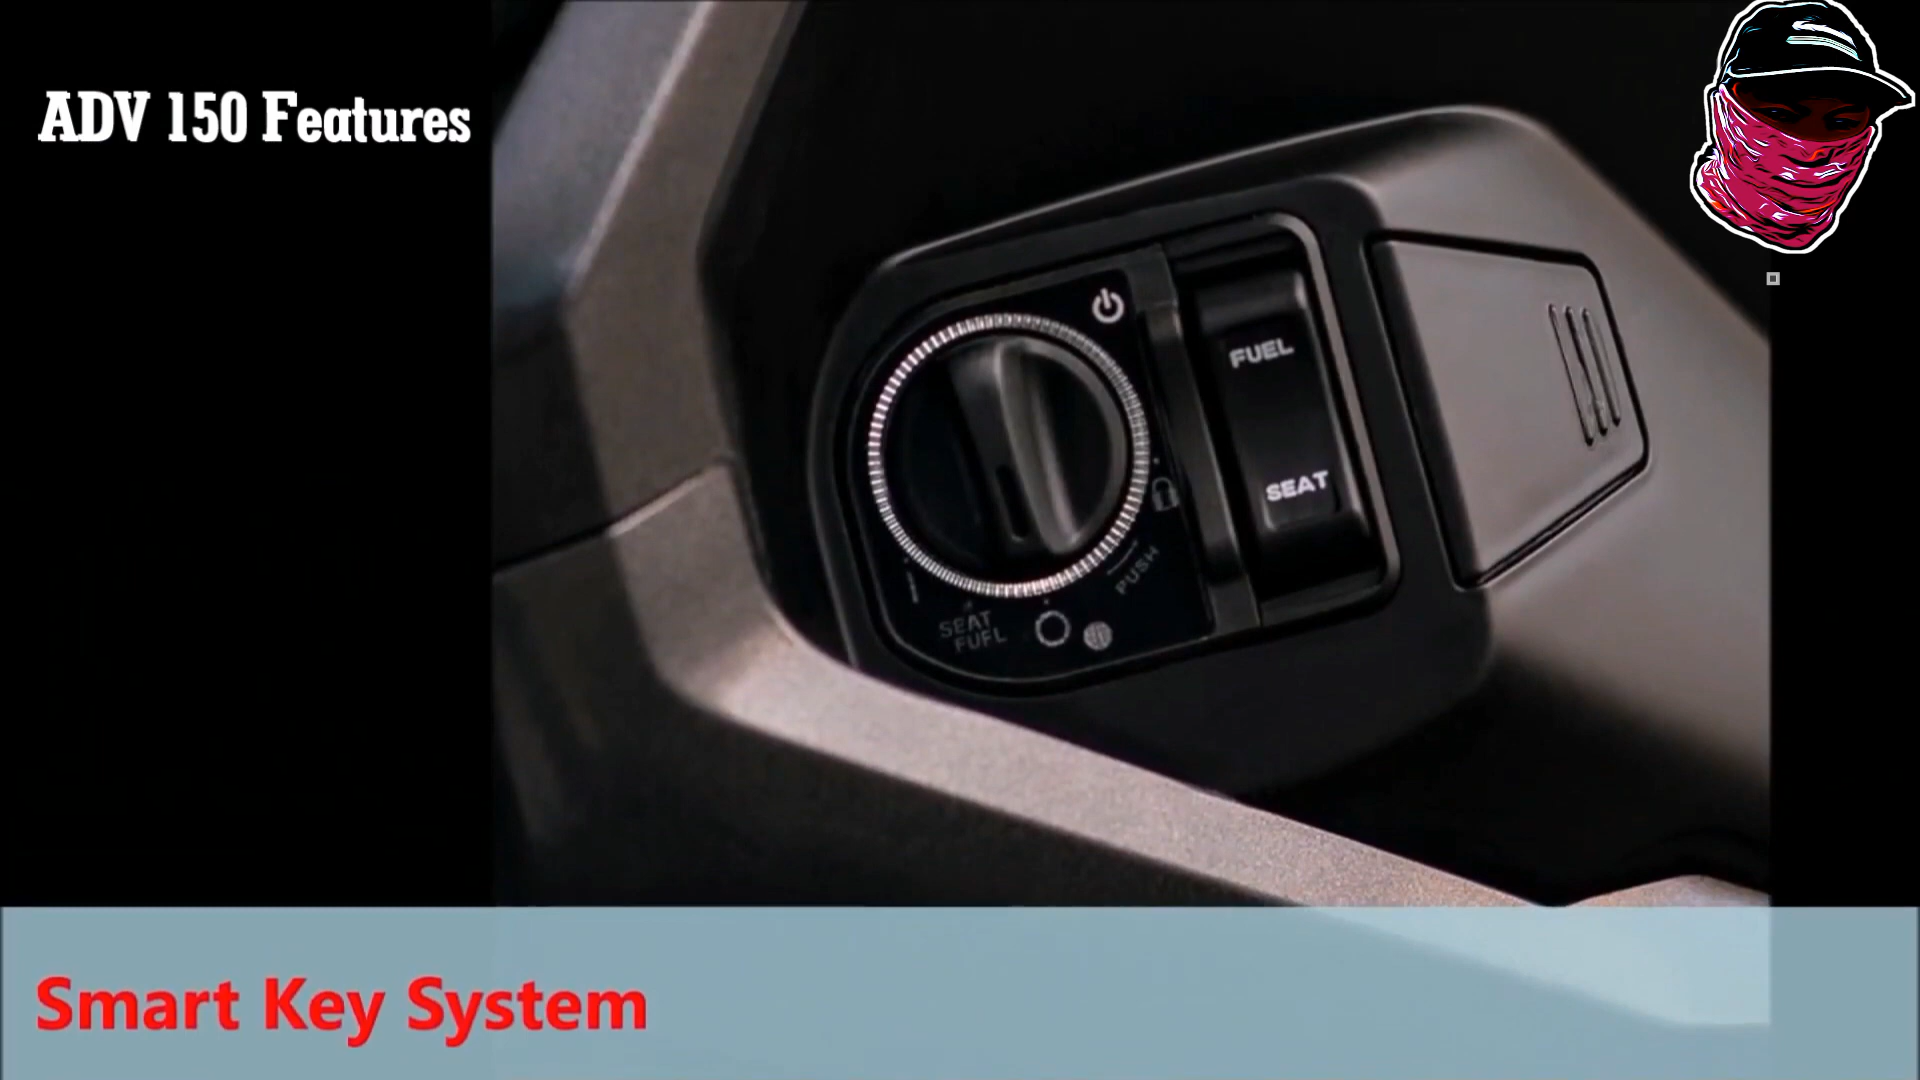 ADV 150 Features
FUEL
SEAT
PUSH
SEAT
FUEL
Smart Key System